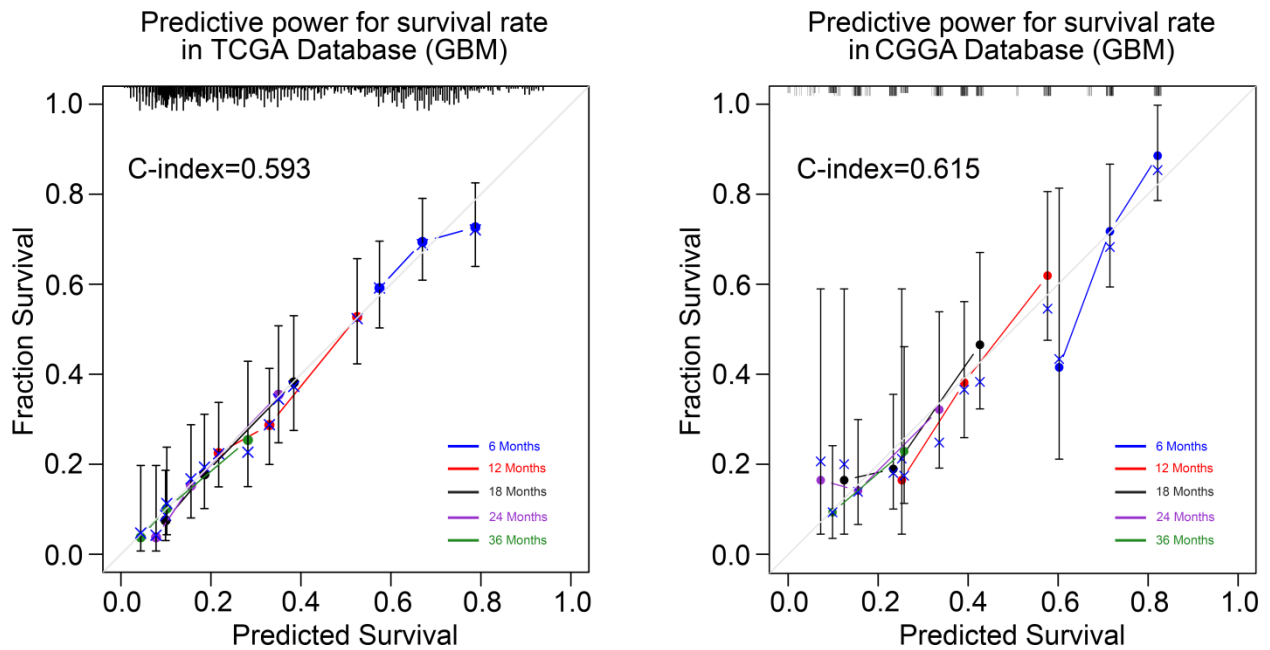 Predictive power for survival rate
in TCGA Database (GBM)
C-index=0.593
Fraction Survival
1.0
0.8
0.6
0.4
0.2
0.0
6 Months
12 Months
18 Months
24 Months
36 Months
0.0 0.2 0.4 0.6 0.8 1.0
Predicted Survival
Predictive power for survival rate
in CGGA Database (GBM)
C-index=0.615
Fraction Survival
1.0
0.8
0.6
0.4
0.2
0.0
6 Months
12 Months
18 Months
24 Months
36 Months
0.0 0.2 0.4 0.6 0.8 1.0
Predicted Survival